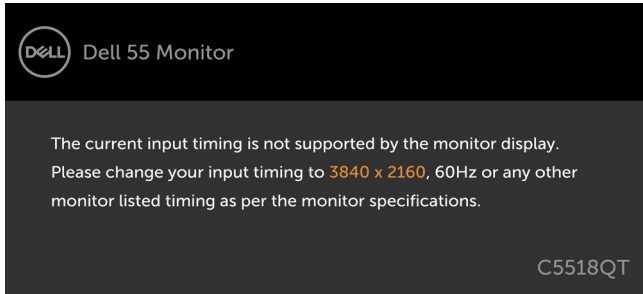 DELL
Dell 55 Monitor
The current input timing is not supported by the monitor display.
Please change your input timing to 3840 x 2160, 60Hz or any other
monitor listed timing as per the monitor specifications.
C5518QT